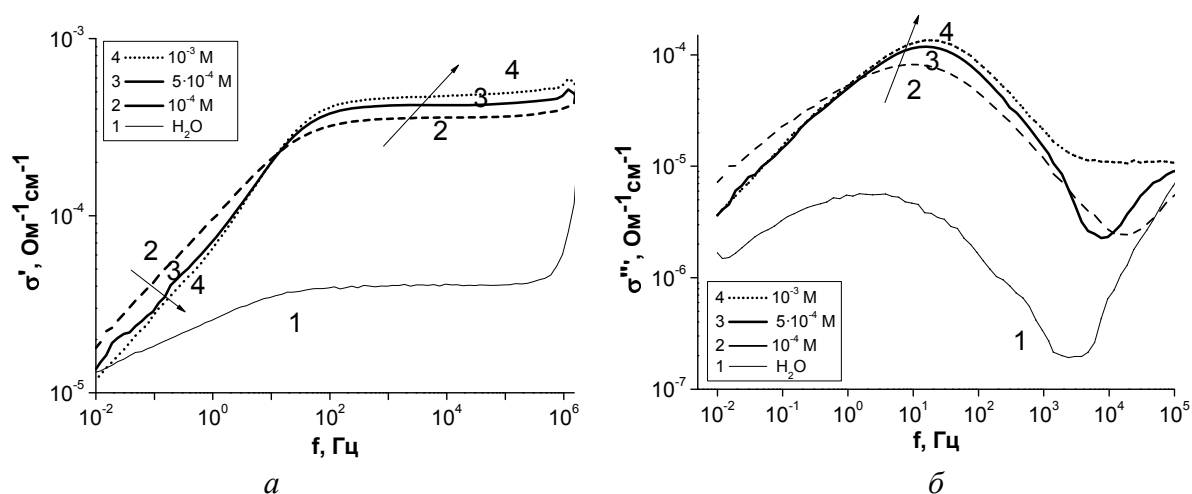 10⁻³
10⁻⁴
10⁻⁵
σ', Ом⁻¹см⁻¹
4 10⁻³ М
3 5·10⁻⁴ М
2 10⁻⁴ М
1 H₂O
4
3
2
2
3
4
1
10⁻² 10⁰ 10² 10⁴ 10⁶
f, Гц
а
10⁻⁴
10⁻⁵
10⁻⁶
10⁻⁷
σ''', Ом⁻¹см⁻¹
4
3
2
1
4 10⁻³ М
3 5·10⁻⁴ М
2 10⁻⁴ М
1 H₂O
10⁻² 10⁻¹ 10⁰ 10¹ 10² 10³ 10⁴ 10⁵
f, Гц
б